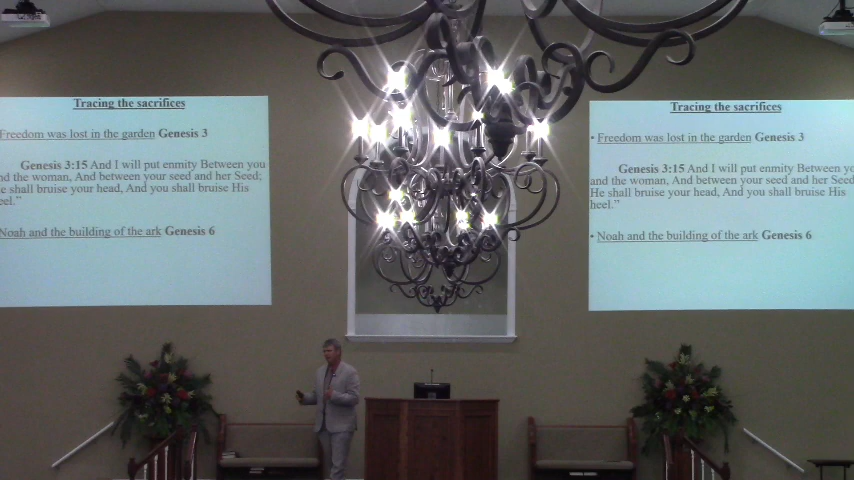 Tracing the sacrifices
Freedom was lost in the garden Genesis 3
Genesis 3:15 And I will put enmity Between you
nd the woman, And between your seed and her Seed;
e shall bruise your head, And you shall bruise His
eel.”
Noah and the building of the ark Genesis 6
Tracing the sacrifices
• Freedom was lost in the garden Genesis 3
Genesis 3:15 And I will put enmity Between yo
and the woman, And between your seed and her Seed
He shall bruise your head, And you shall bruise His
heel.”
• Noah and the building of the ark Genesis 6